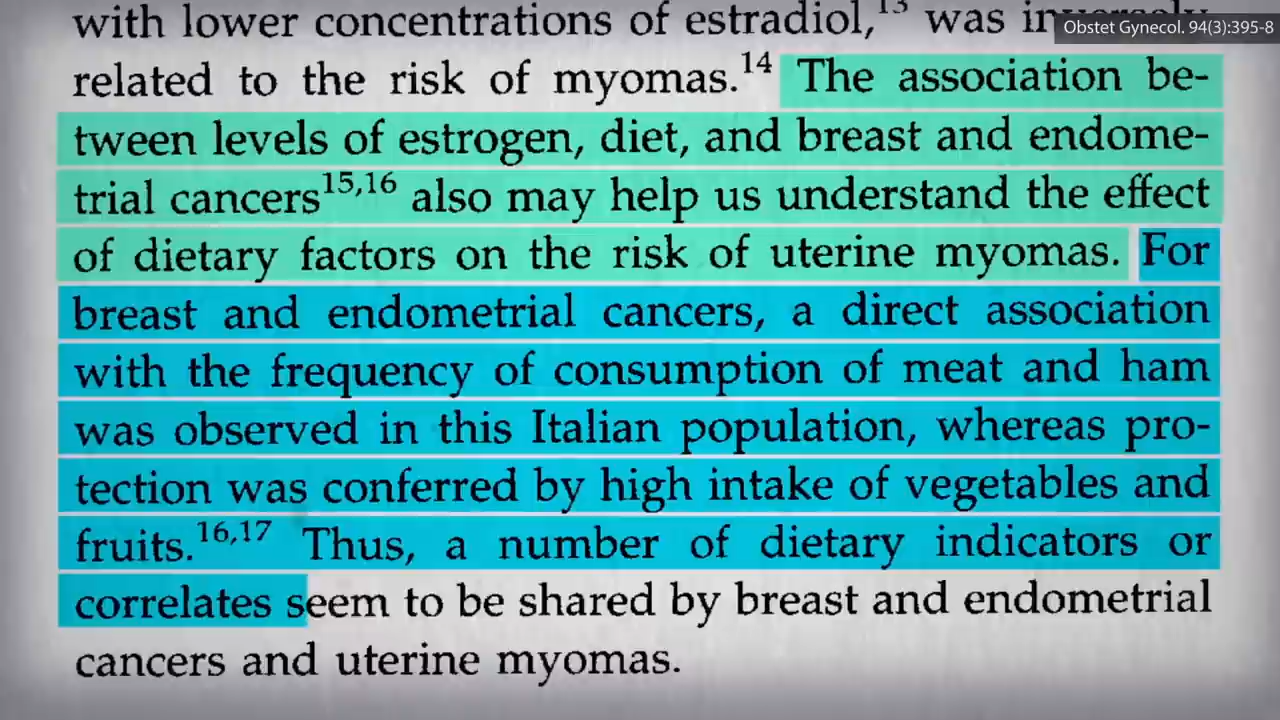 with lower concentrations of estradiol,13 was
Obstet Gynecol. 94(3):395-8
related to the risk of myomas.14 The association be-
tween levels of estrogen, diet, and breast and endome-
trial cancers15,16 also may help us understand the effect
of dietary factors on the risk of uterine myomas. For
breast and endometrial cancers, a direct association
with the frequency of consumption of meat and ham
was observed in this Italian population, whereas pro-
tection was conferred by high intake of vegetables and
fruits.16,17 Thus, a number of dietary indicators or
correlates seem to be shared by breast and endometrial
cancers and uterine myomas.